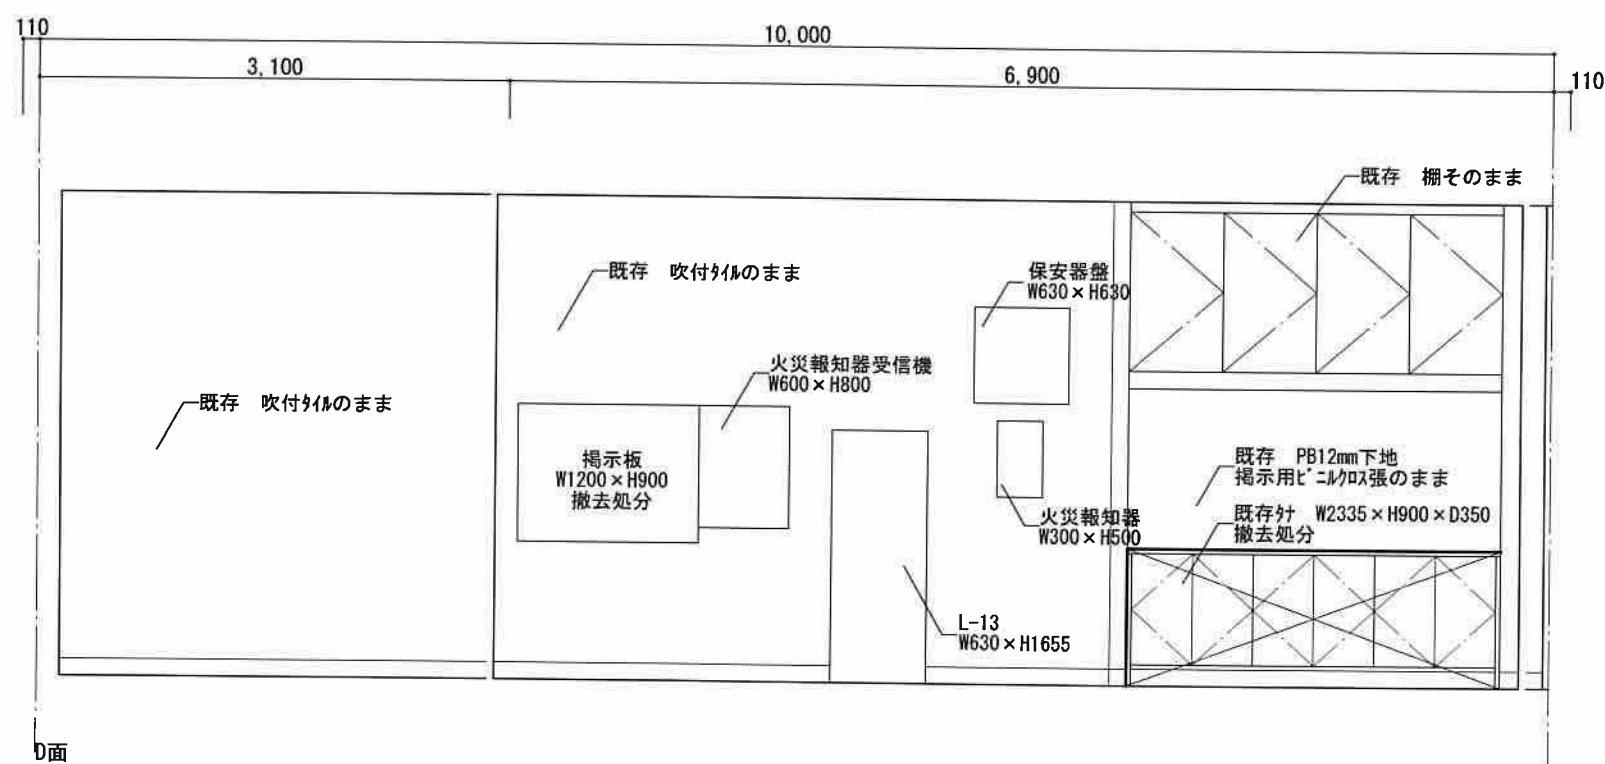 110
10,000
3,100
6,900
110
既存　棚そのまま
既存　吹付ﾀｲﾙのまま
保安器盤
W630×H630
火災報知器受信機
W600×H800
既存　吹付ﾀｲﾙのまま
掲示板
W1200×H900
撤去処分
既存　PB12mm下地
掲示用ﾋﾞﾆﾙｸﾛｽ張のまま
火災報知器
W300×H500
既存ﾀﾅ　W2335×H900×D350
撤去処分
L-13
W630×H1655
D面